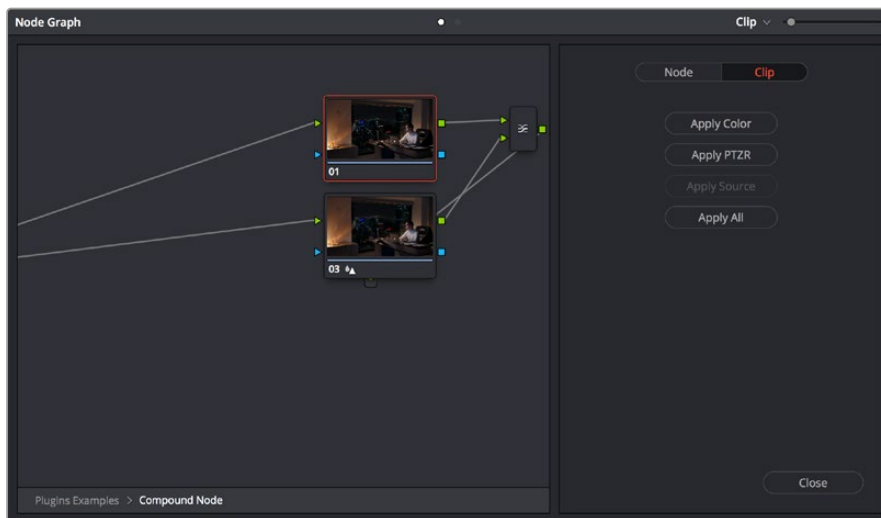 Node Graph
Clip
Node Clip
Apply Color
Apply PTZR
Apply Source
Apply All
01
03
Close
Plugins Examples > Compound Node